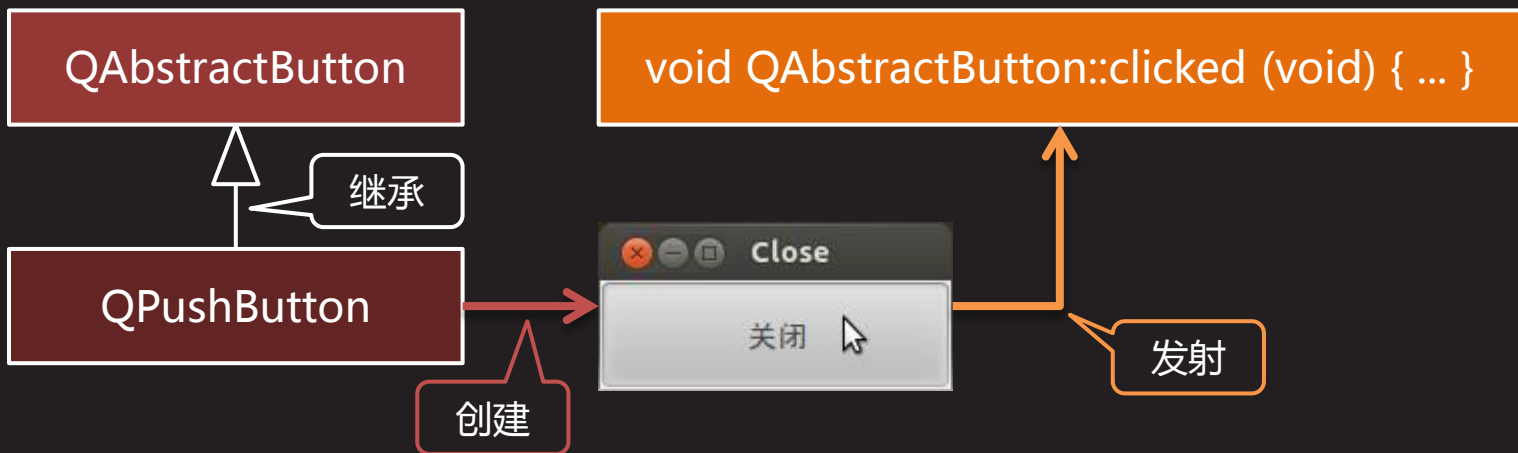 QAbstractButton
void QAbstractButton::clicked (void) { ... }
继承
Close
QPushButton
关闭
发射
创建